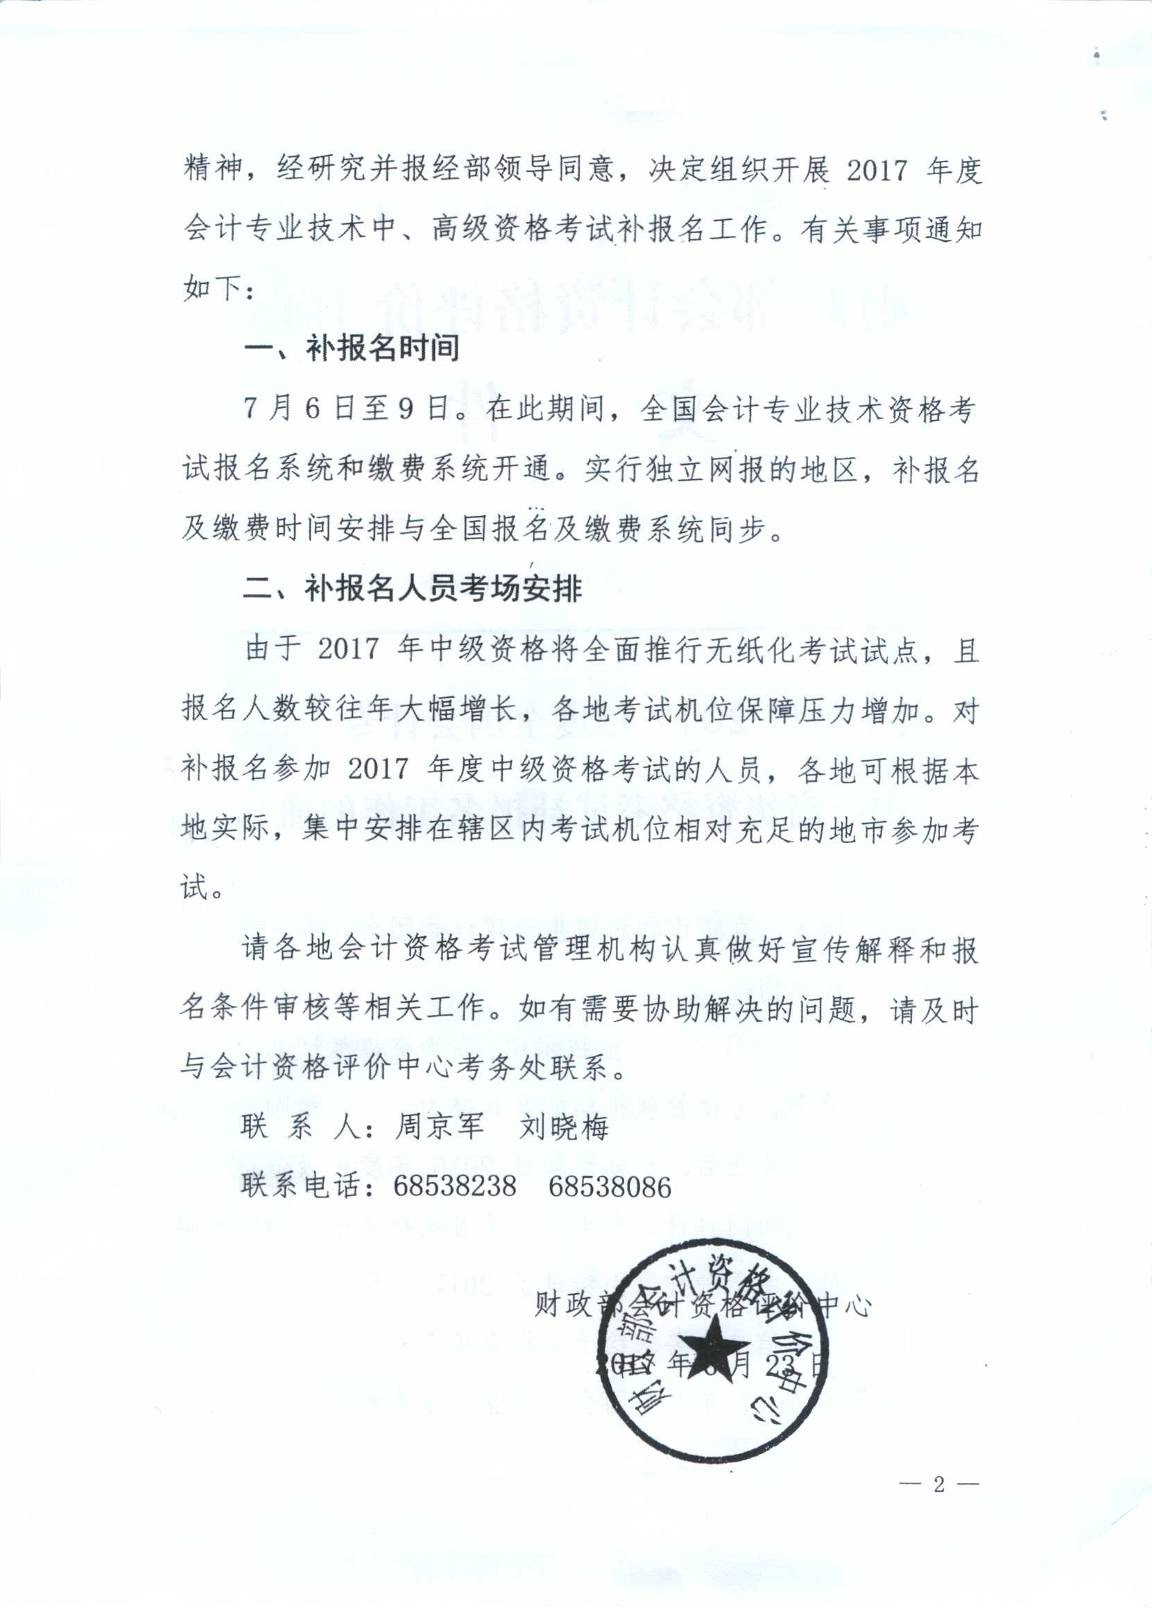 精神，经研究并报经部领导同意，决定组织开展 2017 年度
会计专业技术中、高级资格考试补报名工作。有关事项通知
如下：
一、补报名时间
7 月 6 日至 9 日。在此期间，全国会计专业技术资格考
试报名系统和缴费系统开通。实行独立网报的地区，补报名
及缴费时间安排与全国报名及缴费系统同步。
二、补报名人员考场安排
由于 2017 年中级资格将全面推行无纸化考试试点，且
报名人数较往年大幅增长，各地考试机位保障压力增加。对
补报名参加 2017 年度中级资格考试的人员，各地可根据本
地实际，集中安排在辖区内考试机位相对充足的地市参加考
试。
请各地会计资格考试管理机构认真做好宣传解释和报
名条件审核等相关工作。如有需要协助解决的问题，请及时
与会计资格评价中心考务处联系。
联 系 人：周京军 刘晓梅
联系电话：68538238 68538086
财政部会计资格评价中心
2017 年 月 23 日
财政部会计资格评价中心
— 2 —